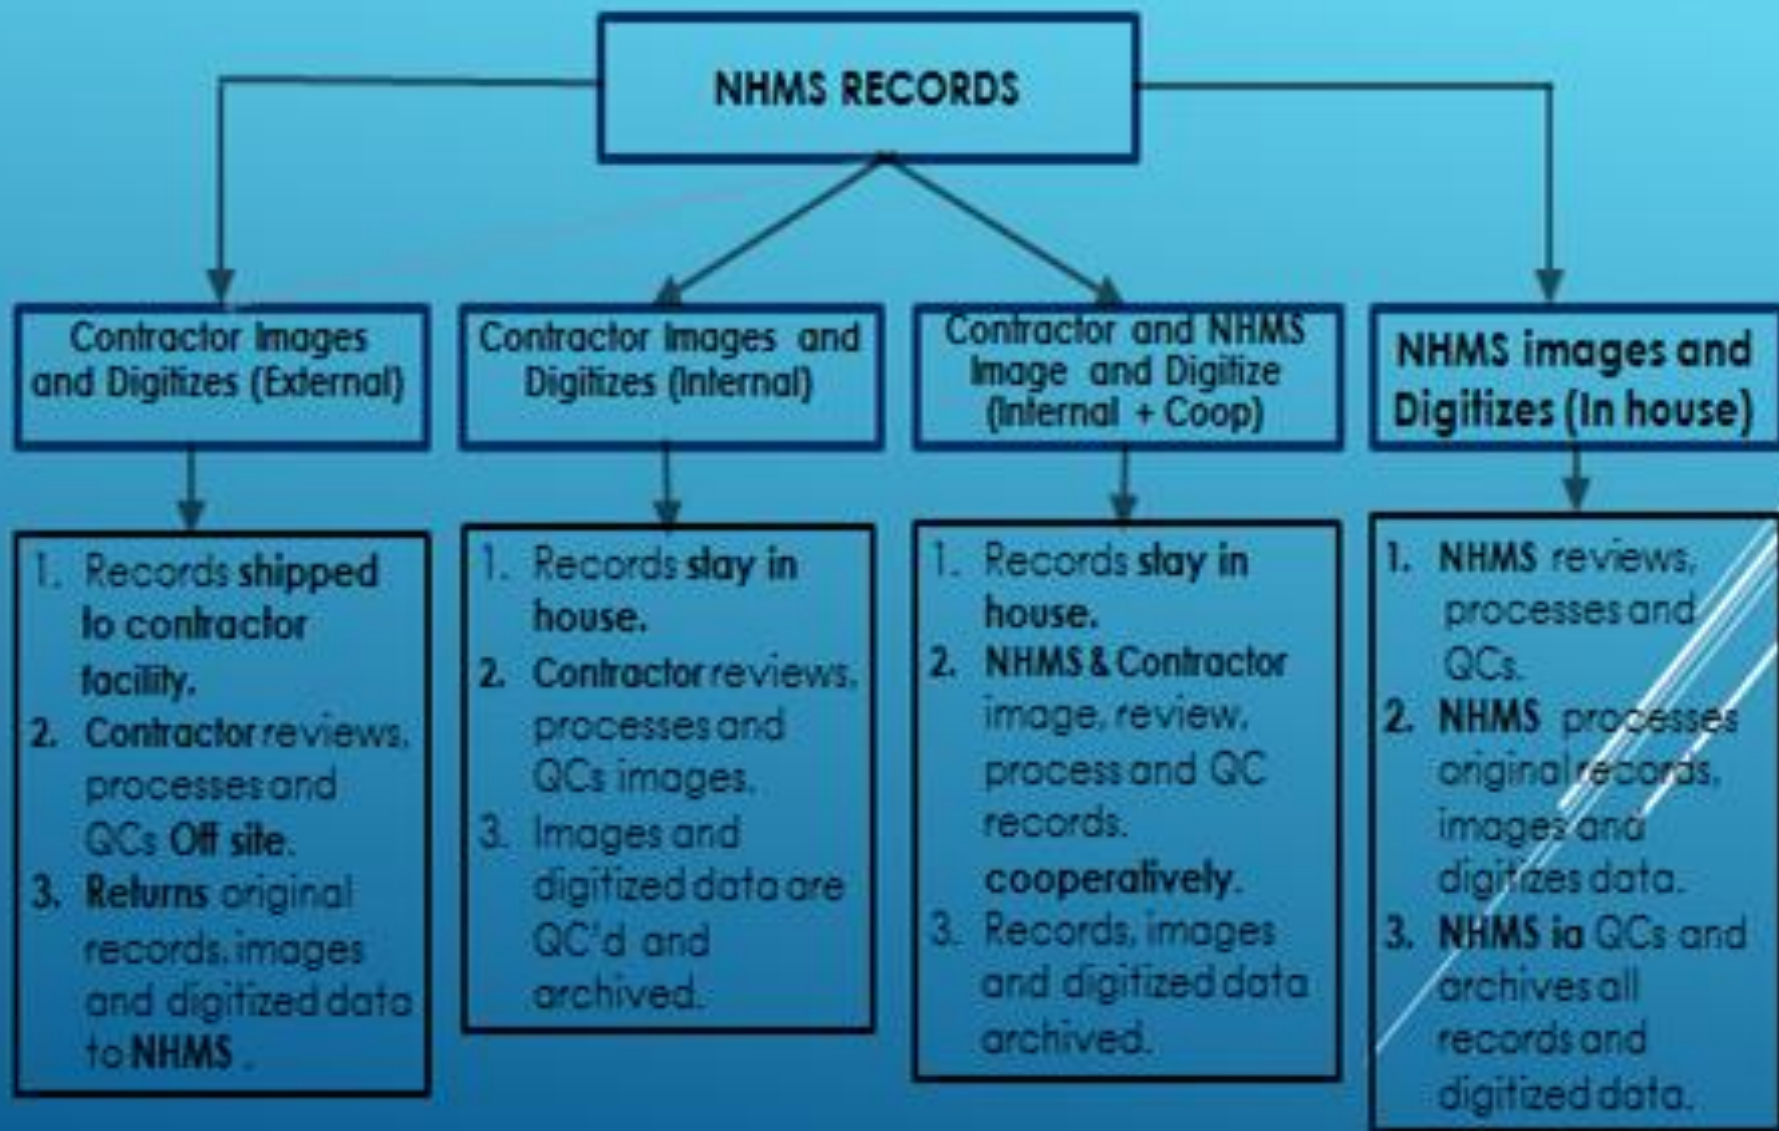 NHMS RECORDS
Contractor Images
and Digitizes (External)
Contractor Images and
Digitizes (Internal)
Contractor and NHMS
Image and Digitize
(Internal + Coop)
NHMS images and
Digitizes (In house)
1. Records shipped
to contractor
facility.
2. Contractor reviews,
processes and
QCs Off site.
3. Returns original
records, images
and digitized data
to NHMS .
1. Records stay in
house.
2. Contractor reviews,
processes and
QCs images.
3. Images and
digitized data are
QC'd and
archived.
1. Records stay in
house.
2. NHMS & Contractor
image, review,
process and QC
records.
cooperatively.
3. Records, images
and digitized data
archived.
1. NHMS reviews,
processes and
QCs.
2. NHMS processes
original records,
images and
digitizes data.
3. NHMS ia QCs and
archives all
records and
digitized data.